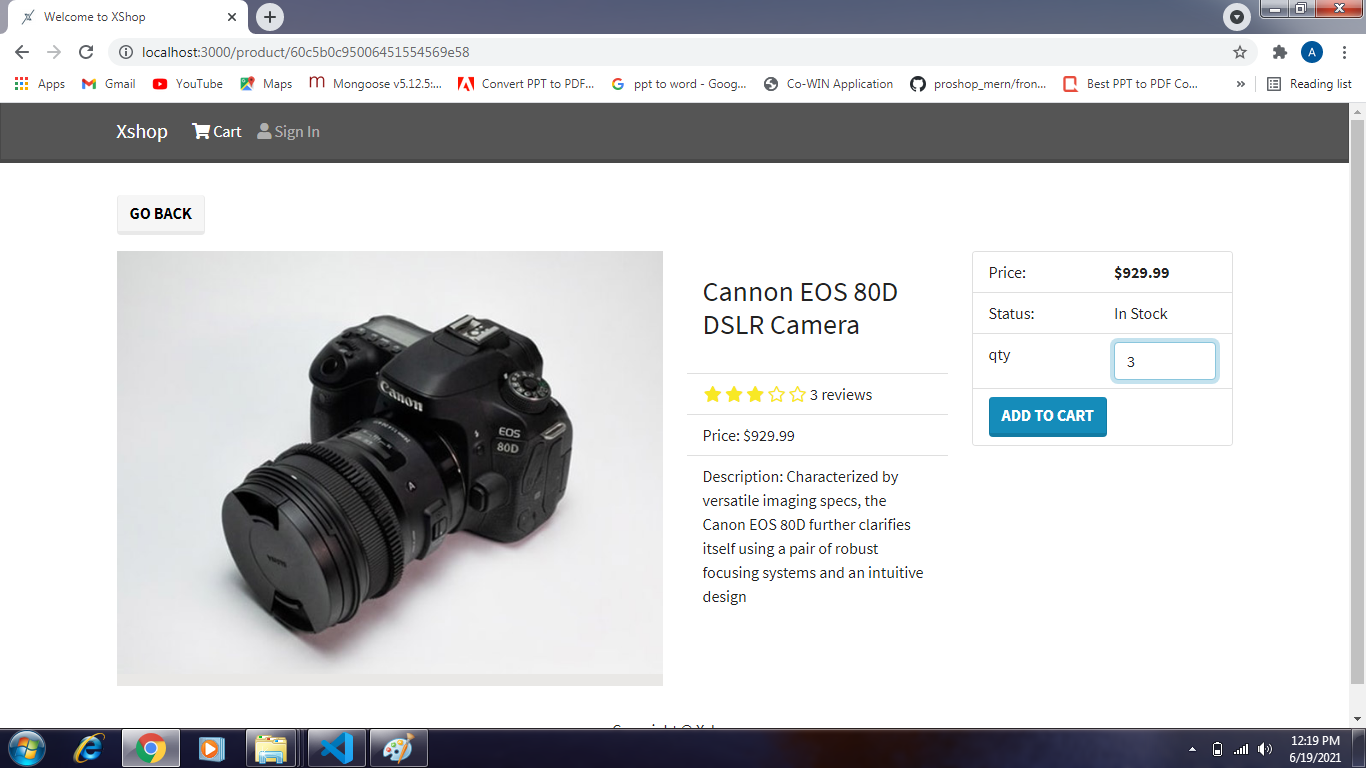 Welcome to XShop
localhost:3000/product/60c5b0c95006451554569e58
A
Apps Gmail YouTube Maps Mongoose v5.12.5:... Convert PPT to PDF... ppt to word - Goog... Co-WIN Application proshop_mern/fron... Best PPT to PDF Co... » Reading list
Xshop Cart Sign In
GO BACK
Canon
EOS
80D
A
Cannon EOS 80D
DSLR Camera
3 reviews
Price: $929.99
Description: Characterized by
versatile imaging specs, the
Canon EOS 80D further clarifies
itself using a pair of robust
focusing systems and an intuitive
design
Price: $929.99
Status: In Stock
qty 3
ADD TO CART
12:19 PM
6/19/2021